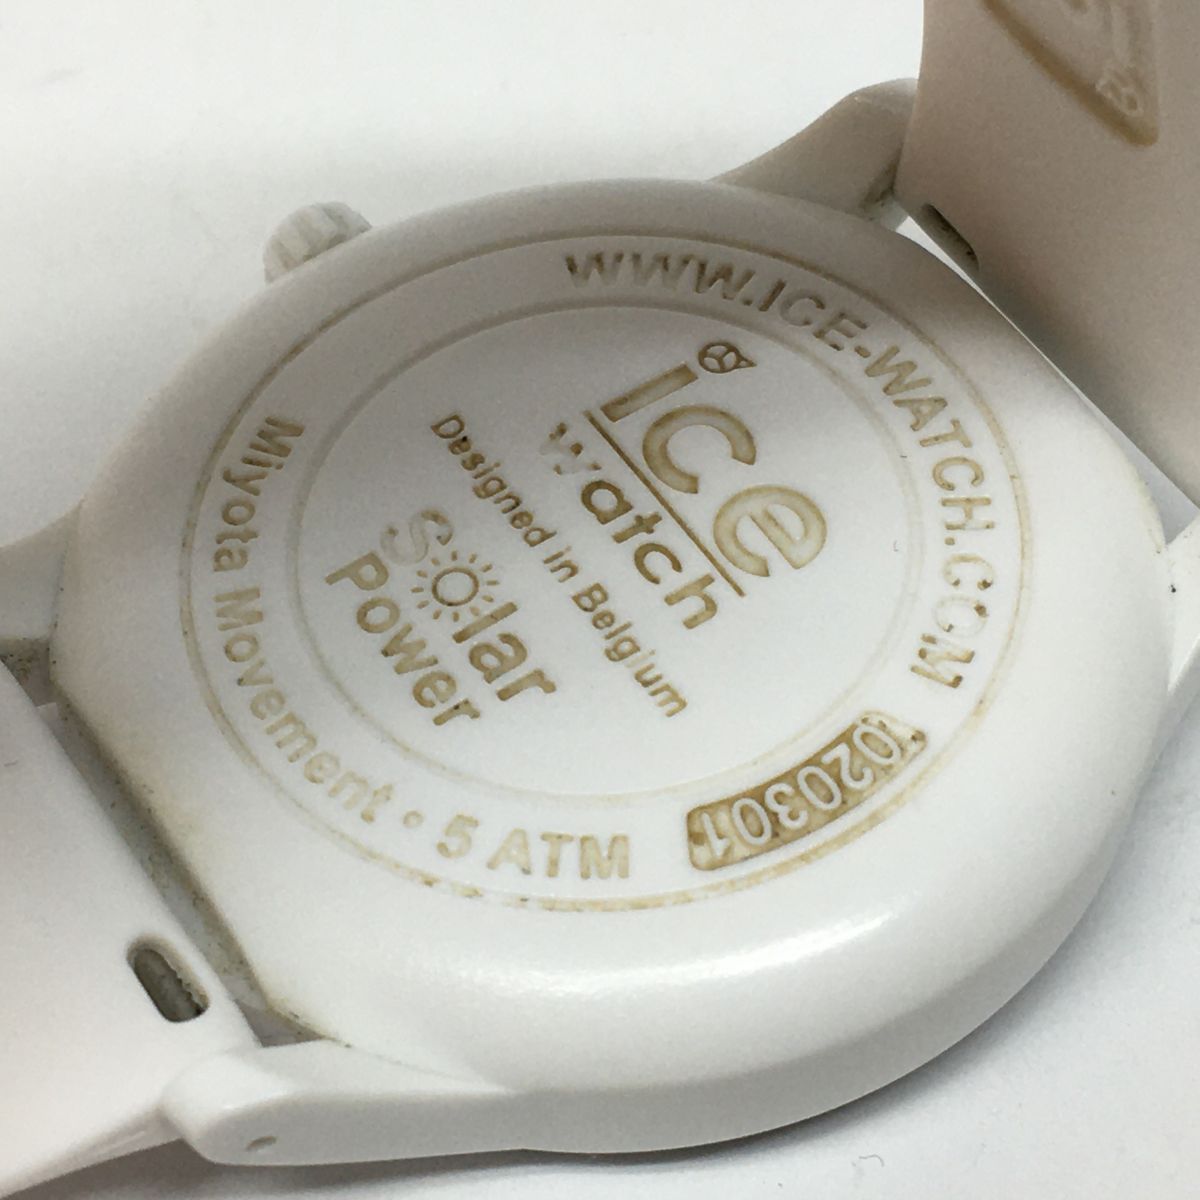 WWW.ICE-WATCH.COM
ice
watch
Designed in Belgium
Solar
Power
Miyota Movement • 5 ATM
020301